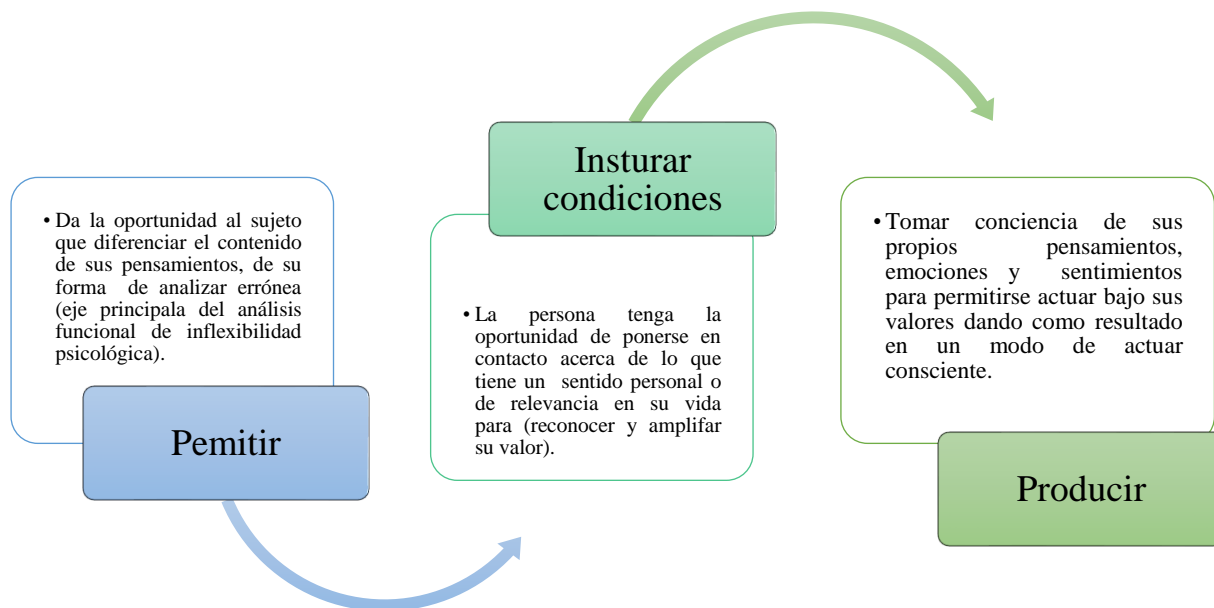 • Da la oportunidad al sujeto
que diferenciar el contenido
de sus pensamientos, de su
forma de analizar errónea
(eje principala del análisis
funcional de inflexibilidad
psicológica).
Pemitir
Insturar
condiciones
• La persona tenga la
oportunidad de ponerse en
contacto acerca de lo que
tiene un sentido personal o
de relevancia en su vida
para (reconocer y amplifar
su valor).
• Tomar conciencia de sus
propios pensamientos,
emociones y sentimientos
para permitirse actuar bajo sus
valores dando como resultado
en un modo de actuar
consciente.
Producir